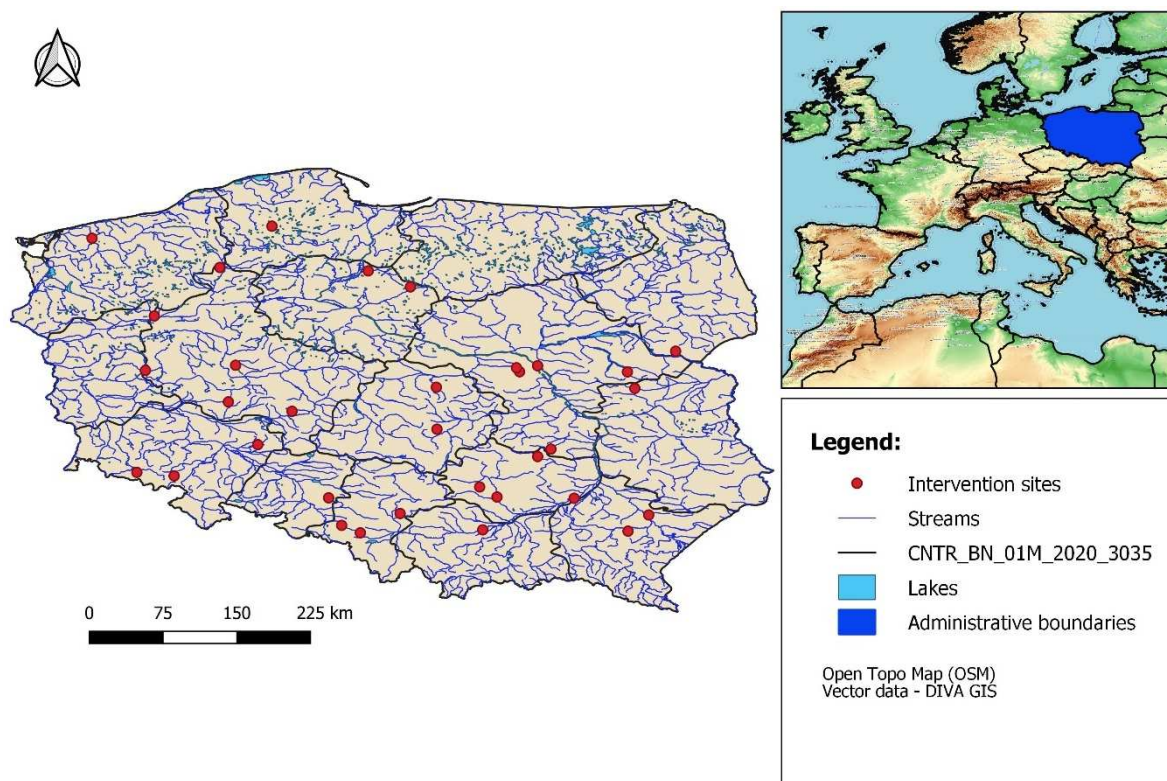 0 75 150 225 km
Legend:
Intervention sites
Streams
CNTR_BN_01M_2020_3035
Lakes
Administrative boundaries
Open Topo Map (OSM)
Vector data - DIVA GIS